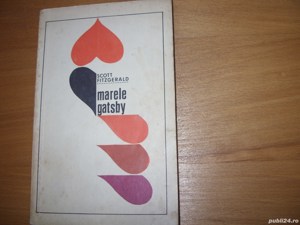 SCOTT
FITZGERALD
marele
gatsby
publi24.ro